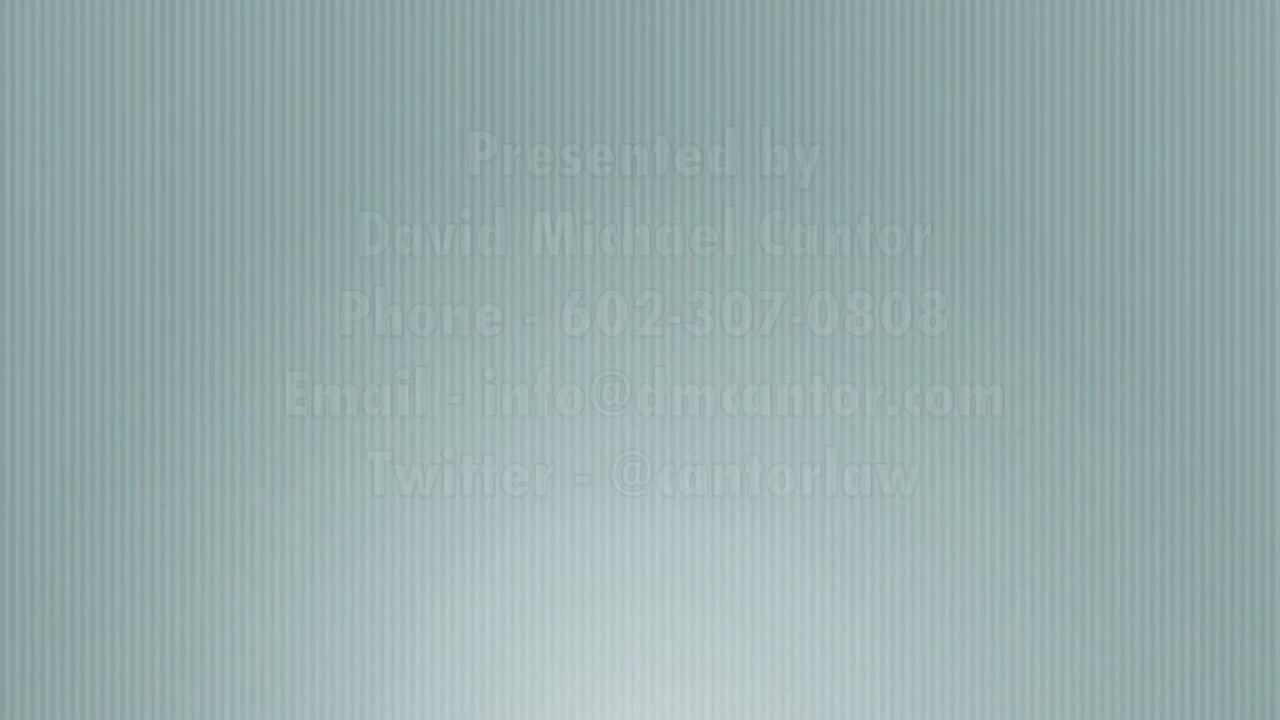 Presented by
David Michael Cantor
Phone - 602-307-0808
Email - info@dmcantor.com
Twitter - @cantorlaw